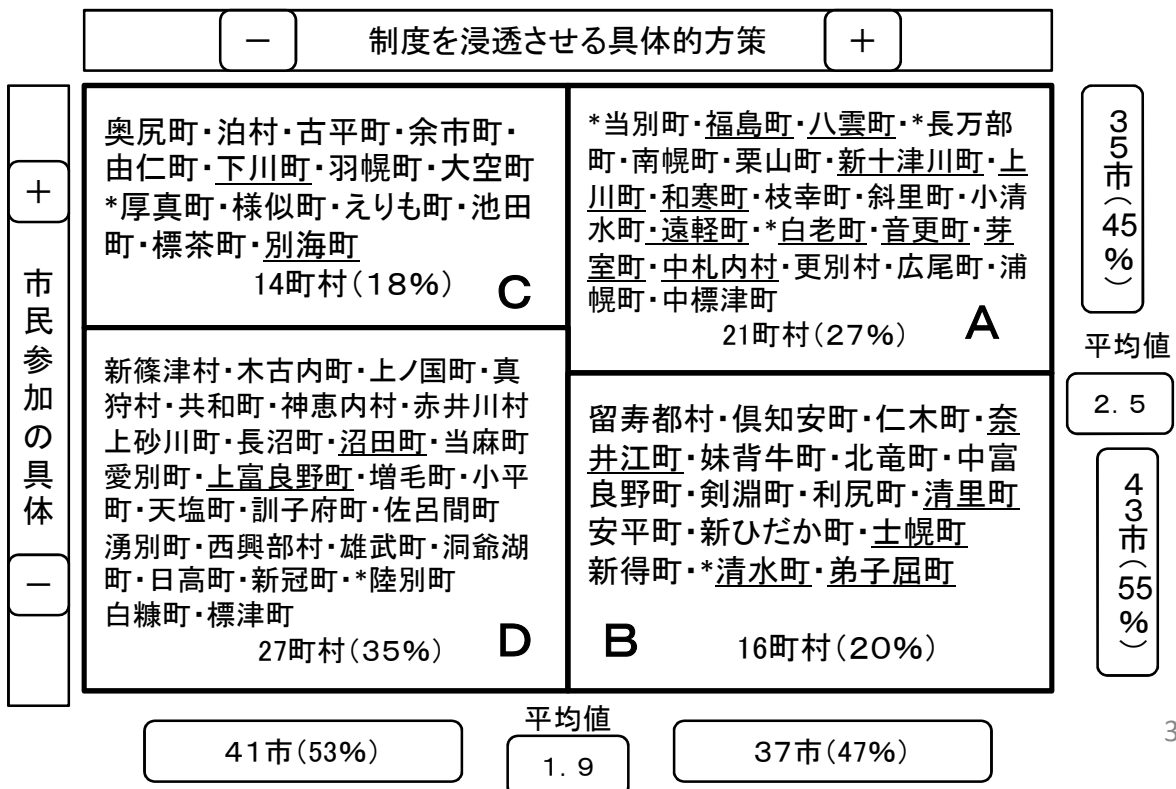 － 制度を浸透させる具体的方策 ＋
＋
市民参加の具体
－
奥尻町・泊村・古平町・余市町・
由仁町・下川町・羽幌町・大空町
*厚真町・様似町・えりも町・池田
町・標茶町・別海町
14町村(18%) C
*当別町・福島町・八雲町・*長万部
町・南幌町・栗山町・新十津川町・上
川町・和寒町・枝幸町・斜里町・小清
水町・遠軽町・*白老町・音更町・芽
室町・中札内村・更別村・広尾町・浦
幌町・中標津町
21町村(27%) A
新篠津村・木古内町・上ノ国町・真
狩村・共和町・神恵内村・赤井川村
上砂川町・長沼町・沼田町・当麻町
愛別町・上富良野町・増毛町・小平
町・天塩町・訓子府町・佐呂間町
湧別町・西興部村・雄武町・洞爺湖
町・日高町・新冠町・*陸別町
白糠町・標津町
27町村(35%) D
留寿都村・倶知安町・仁木町・奈
井江町・妹背牛町・北竜町・中富
良野町・剣淵町・利尻町・清里町
安平町・新ひだか町・士幌町
新得町・*清水町・弟子屈町
B 16町村(20%)
35市(45%)
平均値
2．5
43市(55%)
41市(53%)
平均値
1．9
37市(47%)
3